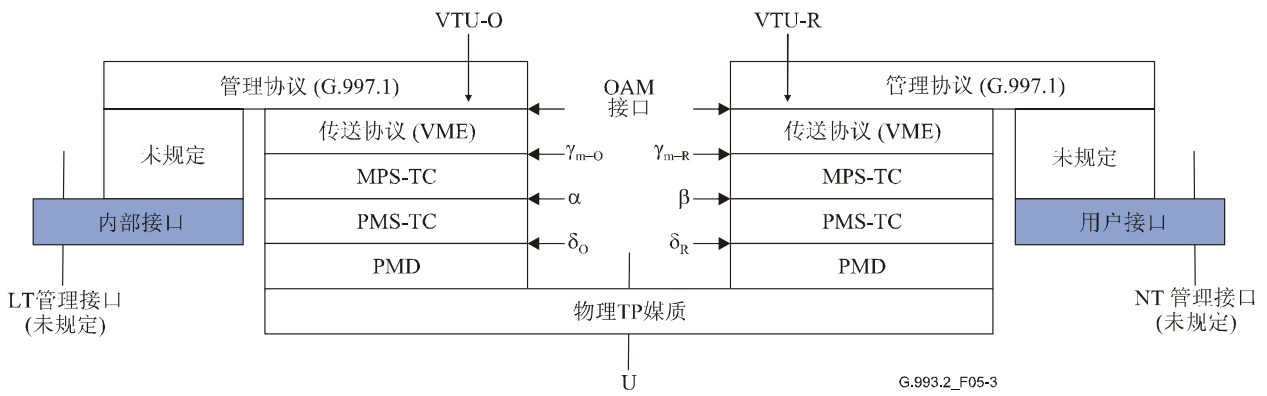 VTU-O
VTU-R
管理协议 (G.997.1)
OAM
接口
管理协议 (G.997.1)
未规定
传送协议 (VME)
γm–O
γm–R
传送协议 (VME)
未规定
MPS-TC
MPS-TC
α
β
内部接口
PMS-TC
PMS-TC
用户接口
δO
δR
PMD
PMD
LT管理接口
(未规定)
物理TP媒质
NT 管理接口
(未规定)
U
G.993.2_F05-3